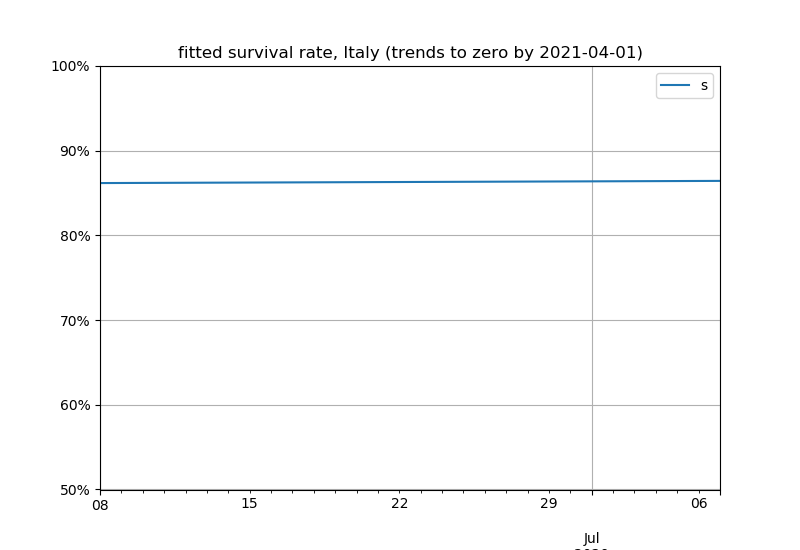 fitted survival rate, Italy (trends to zero by 2021-04-01)
100%
s
90%
80%
70%
60%
50%
08 15 22 29 06
Jul